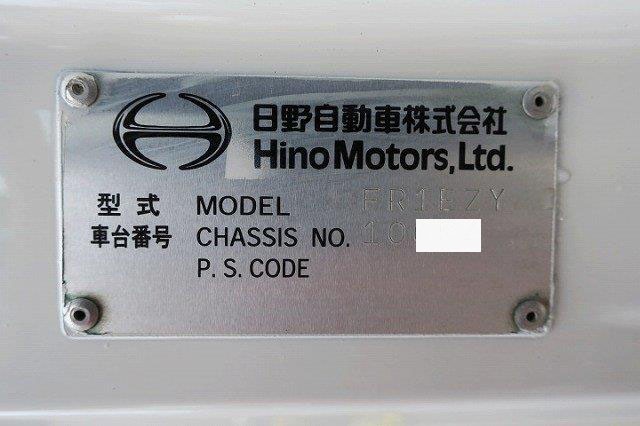 日野自動車株式会社
Hino Motors, Ltd.
型式 MODEL FR1EZY
車台番号 CHASSIS NO. 10
P. S. CODE